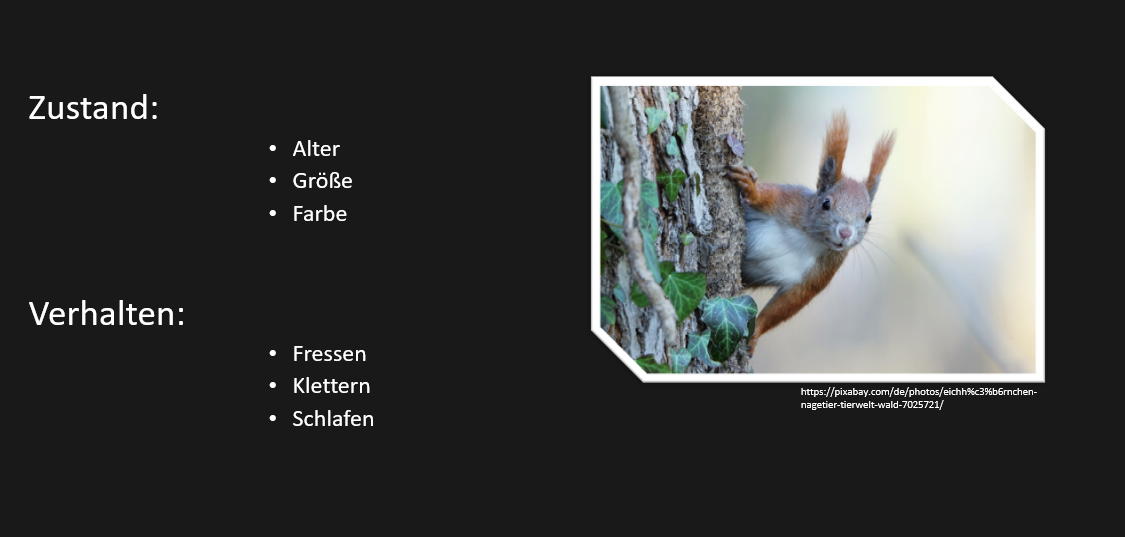 Zustand:
• Alter
• Größe
• Farbe
Verhalten:
• Fressen
• Klettern
• Schlafen
https://pixabay.com/de/photos/eichh%c3%b6rnchen-
nagetier-tierwelt-wald-7025721/